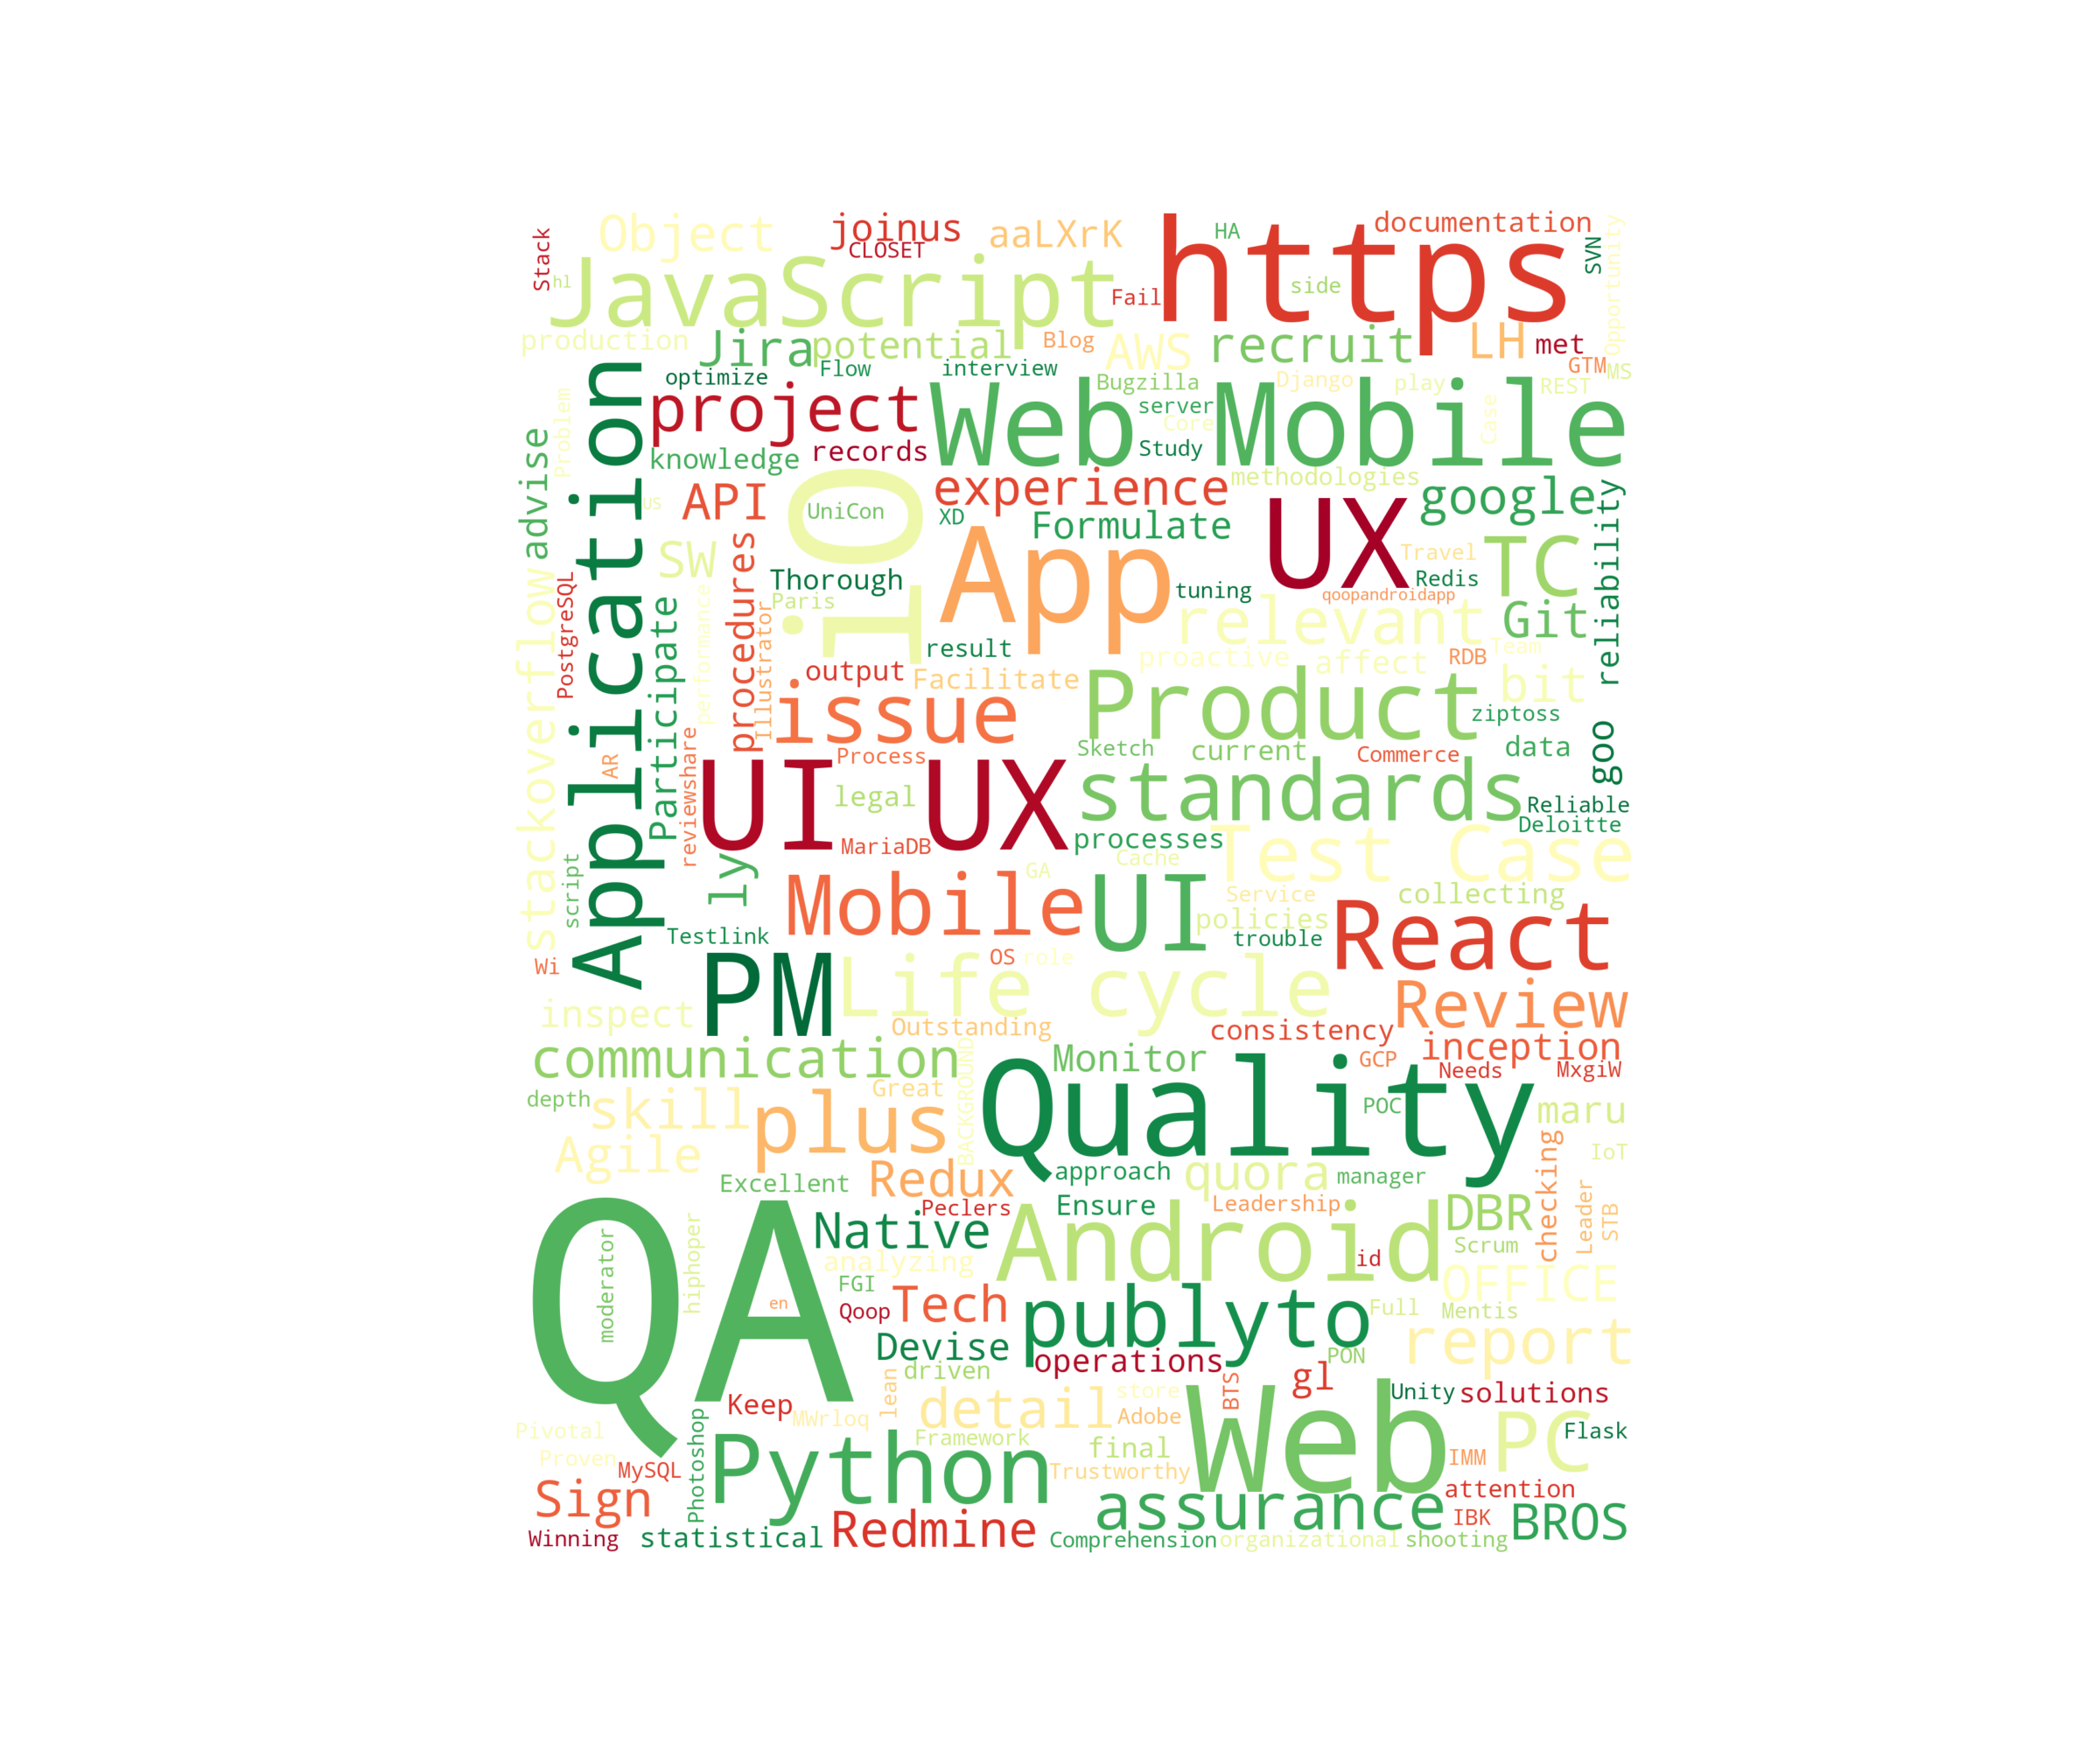 Stack
hl
Object
joinus
CLOSET
aaLXrK
https
HA
documentation
SVN
Opportunity
JavaScript
Fail
side
production
Jira
potential
Blog
AWS
recruit
LH
met
GTM
MS
optimize
Flow
interview
Bugzilla
Django
play
REST
Application
project
Web Mobile
server
Core
Case
Study
advise
Problem
knowledge
records
methodologies
US
API
iO
UniCon
experience
XD
Formulate
UX
google
reliability
SW
procedures
App
Travel
TC
Thorough
Paris
tuning
Redis
qoopandroidapp
stackoverflow
PostgreSQL
Participate
performance
Illustrator
result
relevant
Git
output
Facilitate
proactive
affect
RDB
Team
issue
Product
bit
ziptoss
AR
reviewshare
Process
Sketch
current
Commerce
data
goo
UI UX
legal
standards
Reliable
Deloitte
MariaDB
processes
Test Case
script
ly
Cache
GA
Mobile
UI
Service
collecting
policies
React
Testlink
trouble
Wi
OS
role
PM
Life cycle
Review
inspect
Outstanding
consistency
communication
BACKGROUND
Monitor
GCP
inception
Needs
MxgiW
depth
skill
plus
Great
Quality
POC
maru
Agile
Redux
approach
quora
manager
checking
IoT
Excellent
Peclers
Ensure
Leadership
DBR
Leader
STB
QA
moderator
hiphoper
Native
Android
Scrum
analyzing
id
en
FGI
Qoop
Tech
publyto
Full
OFFICE
Mentis
Devise
operations
PON
report
driven
gl
Keep
MWrloq
lean
detail
store
Adobe
BTS
Web
Unity
solutions
Pivotal
Proven
Photoshop
Python
Framework
final
PC
Flask
MySQL
Trustworthy
IMM
Sign
assurance
attention
Redmine
IBK
BROS
Winning
statistical
Comprehension
organizational
shooting